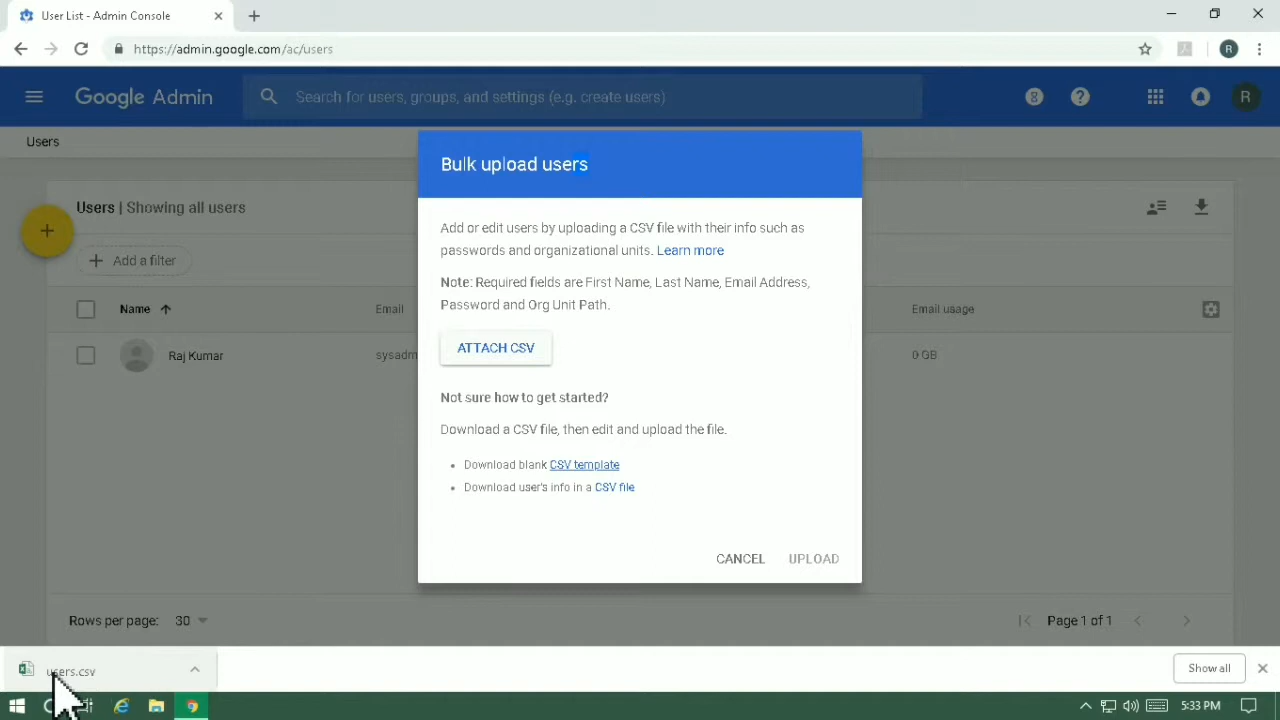 User List - Admin Console
https://admin.google.com/ac/users
R
Google Admin
Search for users, groups, and settings (e.g. create users)
R
Users
Bulk upload users
Users | Showing all users
Add or edit users by uploading a CSV file with their info such as
passwords and organizational units. Learn more
Add a filter
Note: Required fields are First Name, Last Name, Email Address,
Password and Org Unit Path.
Name
Email
Email usage
ATTACH CSV
Raj Kumar
sysadm
0 GB
Not sure how to get started?
Download a CSV file, then edit and upload the file.
Download blank CSV template
Download user's info in a CSV file
CANCEL UPLOAD
Rows per page: 30
Page 1 of 1
users.csv
Show all
5:33 PM